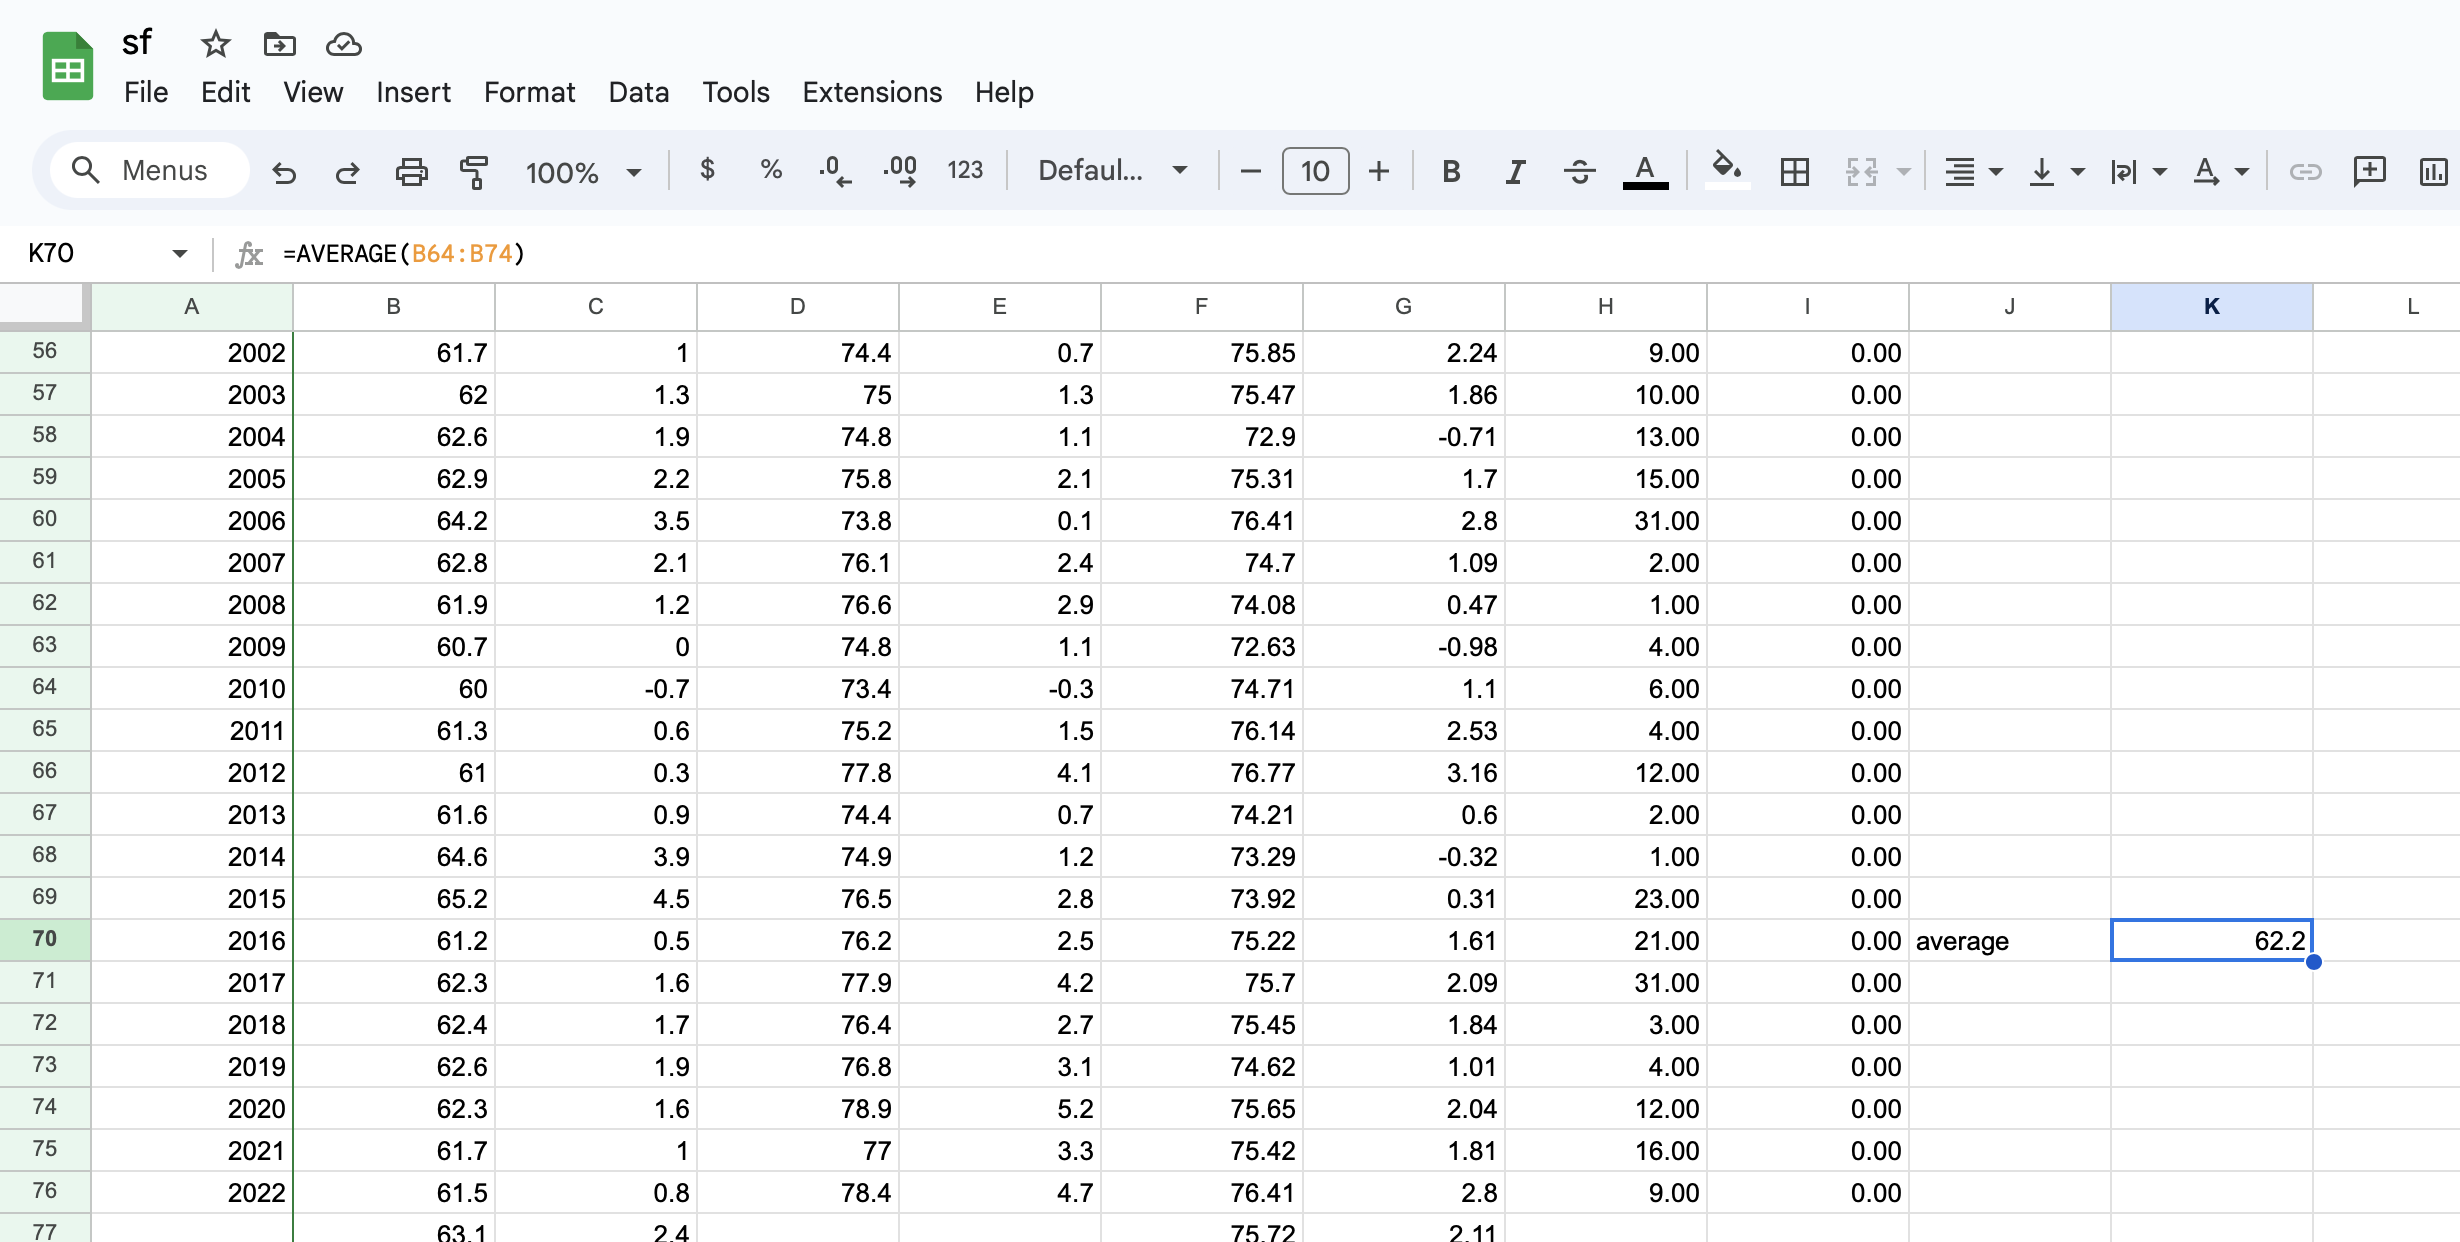 sf
File Edit View Insert Format Data Tools Extensions Help
Menus 100% $ % .0 .00 123 Defaul... 10 B I S A A
K70 fx =AVERAGE(B64:B74)
A B C D E F G H I J K L
56 2002 61.7 1 74.4 0.7 75.85 2.24 9.00 0.00
57 2003 62 1.3 75 1.3 75.47 1.86 10.00 0.00
58 2004 62.6 1.9 74.8 1.1 72.9 -0.71 13.00 0.00
59 2005 62.9 2.2 75.8 2.1 75.31 1.7 15.00 0.00
60 2006 64.2 3.5 73.8 0.1 76.41 2.8 31.00 0.00
61 2007 62.8 2.1 76.1 2.4 74.7 1.09 2.00 0.00
62 2008 61.9 1.2 76.6 2.9 74.08 0.47 1.00 0.00
63 2009 60.7 0 74.8 1.1 72.63 -0.98 4.00 0.00
64 2010 60 -0.7 73.4 -0.3 74.71 1.1 6.00 0.00
65 2011 61.3 0.6 75.2 1.5 76.14 2.53 4.00 0.00
66 2012 61 0.3 77.8 4.1 76.77 3.16 12.00 0.00
67 2013 61.6 0.9 74.4 0.7 74.21 0.6 2.00 0.00
68 2014 64.6 3.9 74.9 1.2 73.29 -0.32 1.00 0.00
69 2015 65.2 4.5 76.5 2.8 73.92 0.31 23.00 0.00
70 2016 61.2 0.5 76.2 2.5 75.22 1.61 21.00 0.00 average 62.2
71 2017 62.3 1.6 77.9 4.2 75.7 2.09 31.00 0.00
72 2018 62.4 1.7 76.4 2.7 75.45 1.84 3.00 0.00
73 2019 62.6 1.9 76.8 3.1 74.62 1.01 4.00 0.00
74 2020 62.3 1.6 78.9 5.2 75.65 2.04 12.00 0.00
75 2021 61.7 1 77 3.3 75.42 1.81 16.00 0.00
76 2022 61.5 0.8 78.4 4.7 76.41 2.8 9.00 0.00
77 63.1 2.4 75.72 2.11